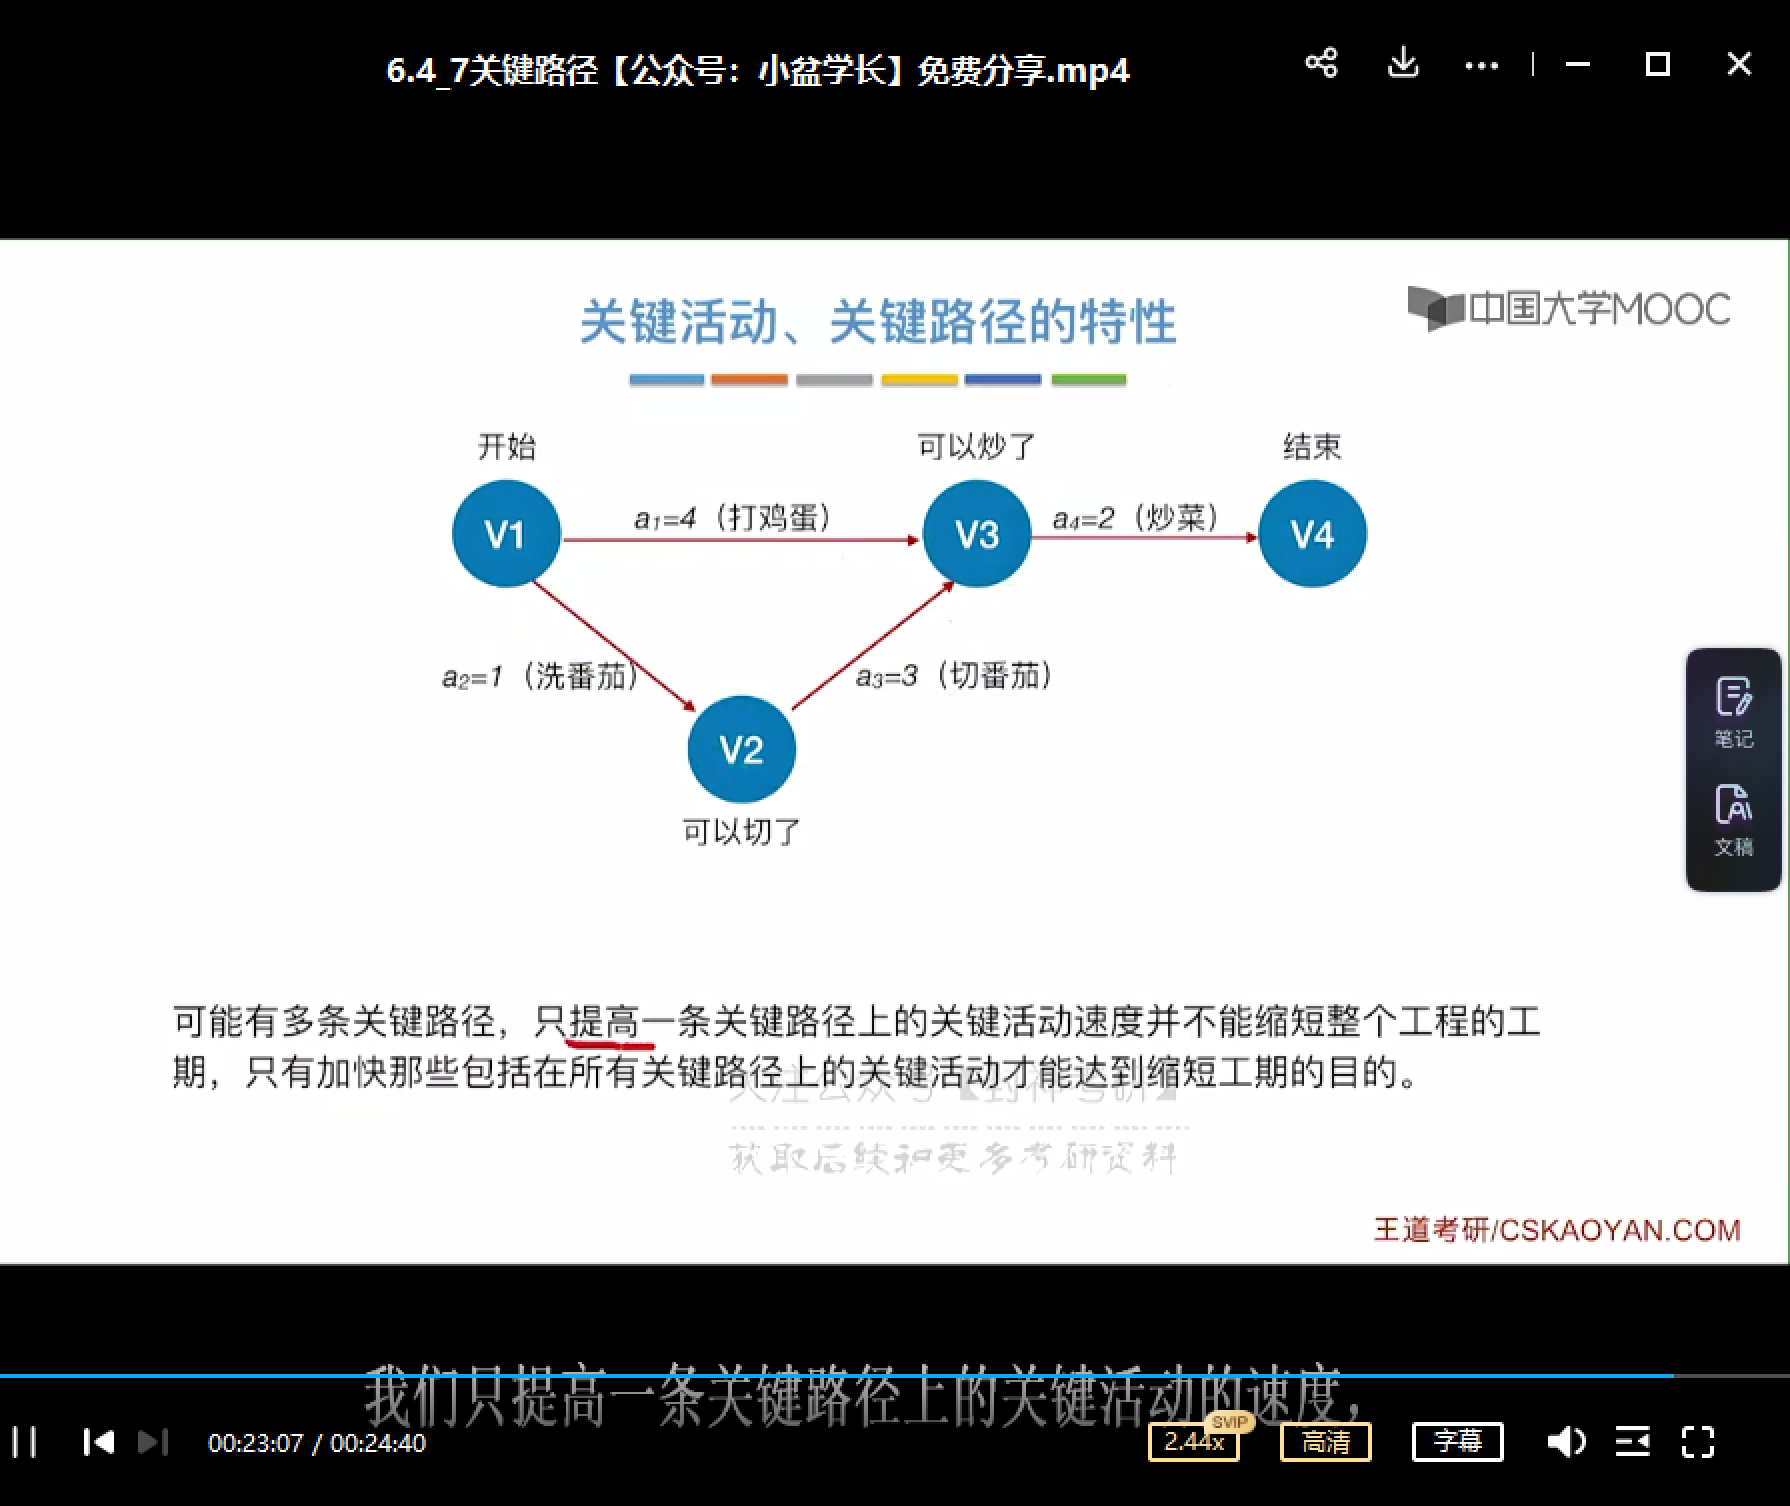 6.4_7关键路径【公众号：小盆学长】免费分享.mp4
关键活动、关键路径的特性
中国大学MOOC
开始
可以炒了
结束
V1
a₁=4（打鸡蛋）
V3
a₄=2（炒菜）
V4
a₂=1（洗番茄）
a₃=3（切番茄）
V2
可以切了
笔记
文稿
可能有多条关键路径，只提高一条关键路径上的关键活动速度并不能缩短整个工程的工
期，只有加快那些包括在所有关键路径上的关键活动才能达到缩短工期的目的。
关注公众号【封神考研】
获取后续和更多考研资料
王道考研/CSKAOYAN.COM
我们只提高一条关键路径上的关键活动的速度，
00:23:07 / 00:24:40
2.44x
SVIP
高清
字幕